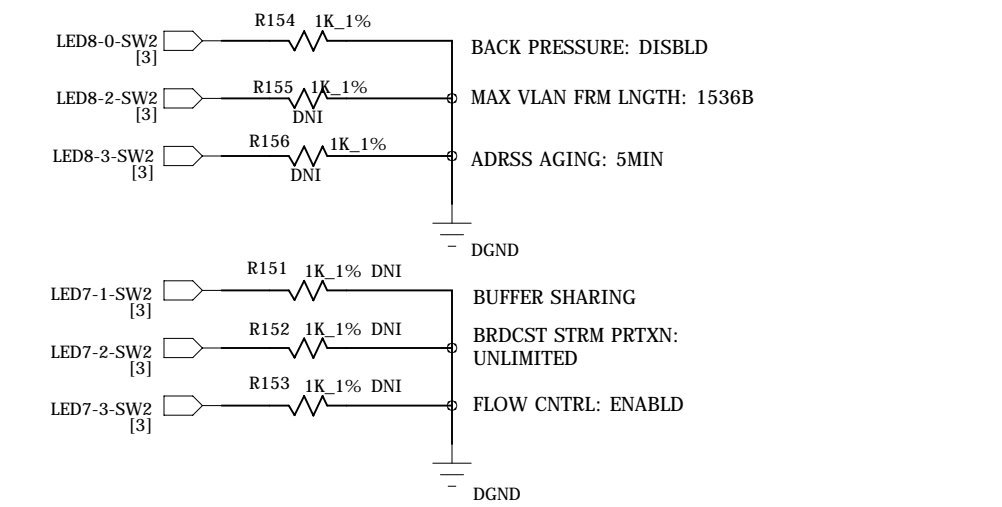 R154 1K_1%
LED8-0-SW2
[3]
BACK PRESSURE: DISBLD
R155 1K_1%
LED8-2-SW2
[3]
DNI
MAX VLAN FRM LNGTH: 1536B
R156 1K_1%
LED8-3-SW2
[3]
DNI
ADRSS AGING: 5MIN
DGND
R151 1K_1% DNI
LED7-1-SW2
[3]
BUFFER SHARING
R152 1K_1% DNI
LED7-2-SW2
[3]
BRDCST STRM PRTXN:
UNLIMITED
R153 1K_1% DNI
LED7-3-SW2
[3]
FLOW CNTRL: ENABLD
DGND